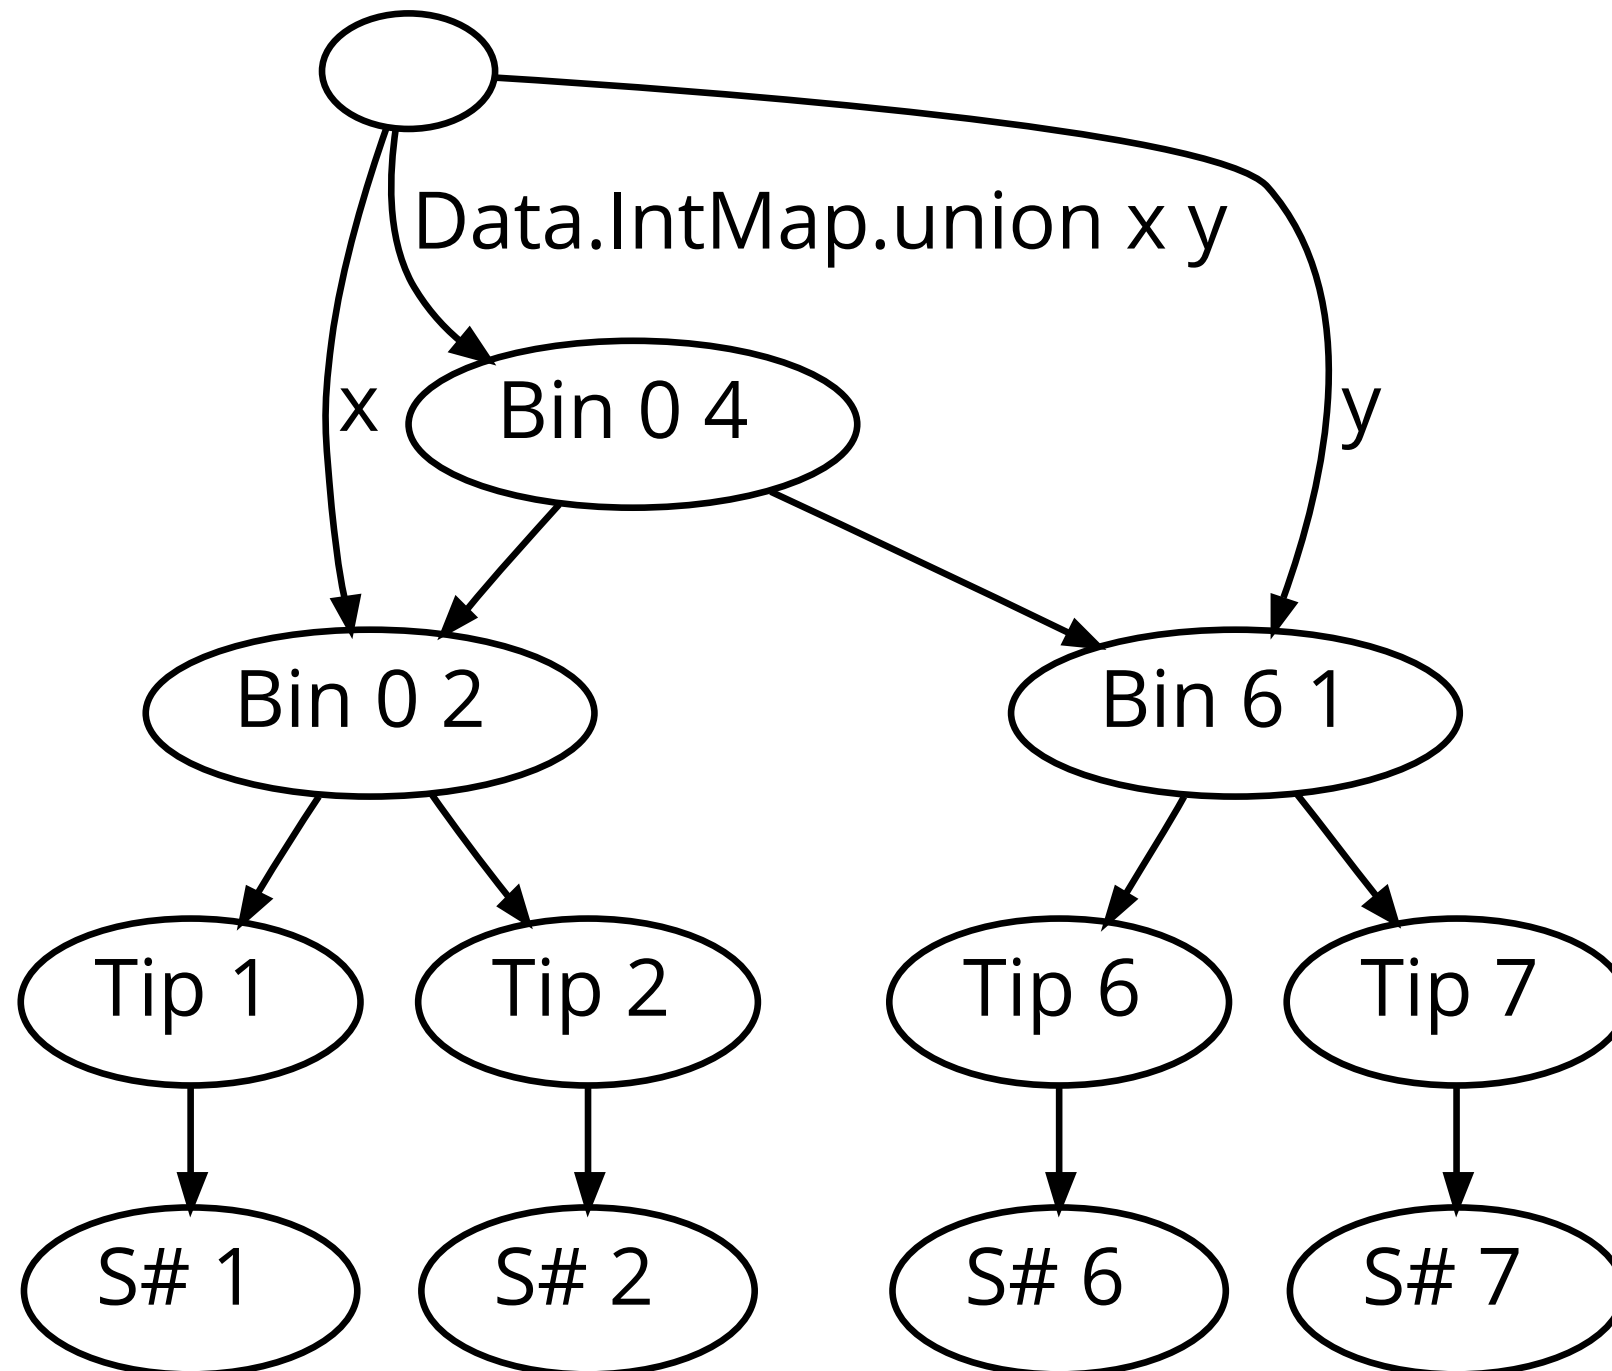 Data.IntMap.union x y
x
Bin 0 4
y
Bin 0 2
Bin 6 1
Tip 1
Tip 2
Tip 6
Tip 7
S# 1
S# 2
S# 6
S# 7